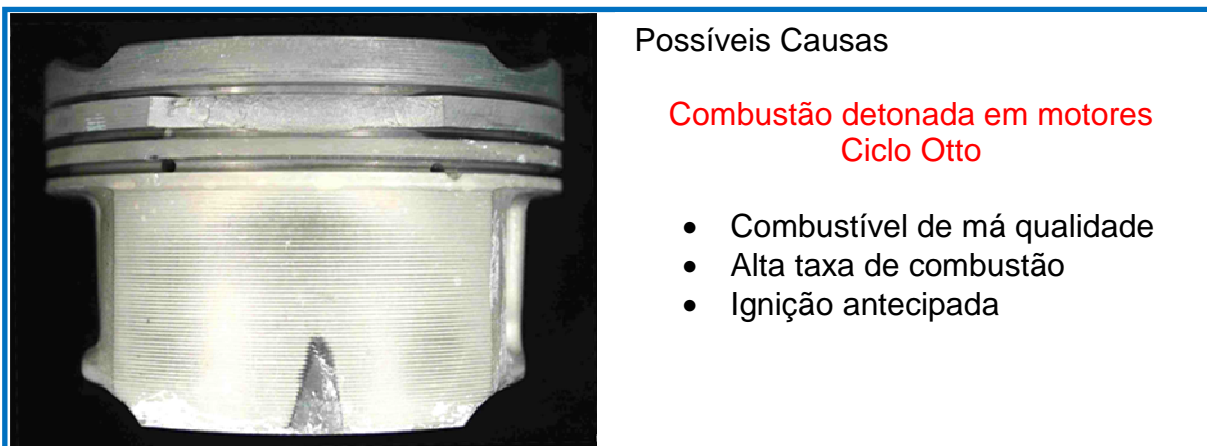 Possíveis Causas
Combustão detonada em motores
Ciclo Otto
• Combustível de má qualidade
• Alta taxa de combustão
• Ignição antecipada